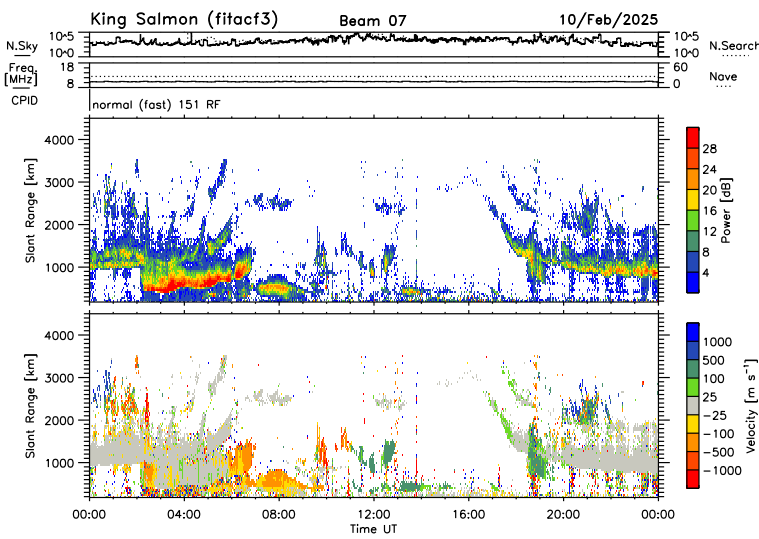 King Salmon (fitacf3) Beam 07 10/Feb/2025
N.Sky 10^5 10^0 10^5 10^0 N.Search
Freq. [MHz] 18 8 60 0 Nave
CPID normal (fast) 151 RF
Slant Range [km] 4000 3000 2000 1000
28 24 20 16 12 8 4 Power [dB]
Slant Range [km] 4000 3000 2000 1000
1000 500 100 25 −25 −100 −500 −1000 Velocity [m s⁻¹]
00:00 04:00 08:00 12:00 16:00 20:00 00:00
Time UT